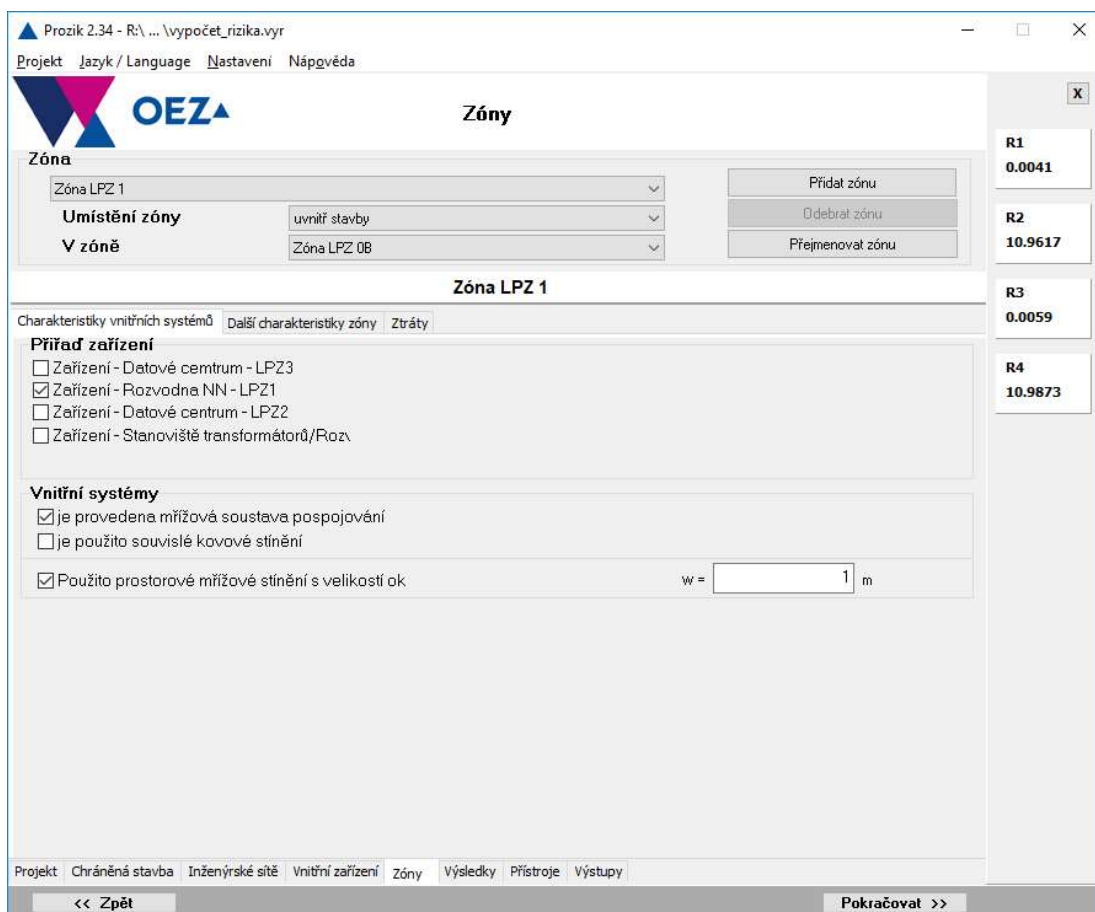 Prozik 2.34 - R:\ ... \vypočet_rizika.vyr
Projekt Jazyk / Language Nastavení Nápověda
OEZ
Zóny
X
Zóna
Zóna LPZ 1
Přidat zónu
Umístění zóny
uvnitř stavby
Odebrat zónu
V zóně
Zóna LPZ 0B
Přejmenovat zónu
R1
0.0041
R2
10.9617
R3
0.0059
R4
10.9873
Zóna LPZ 1
Charakteristiky vnitřních systémů Další charakteristiky zóny Ztráty
Přiřaď zařízení
Zařízení - Datové cemtrum - LPZ3
Zařízení - Rozvodna NN - LPZ1
Zařízení - Datové centrum - LPZ2
Zařízení - Stanoviště transformátorů/Roz
Vnitřní systémy
je provedena mřížová soustava pospojování
je použito souvislé kovové stínění
Použito prostorové mřížové stínění s velikostí ok w = 1 m
Projekt Chráněná stavba Inženýrské sítě Vnitřní zařízení Zóny Výsledky Přístroje Výstupy
<< Zpět Pokračovat >>